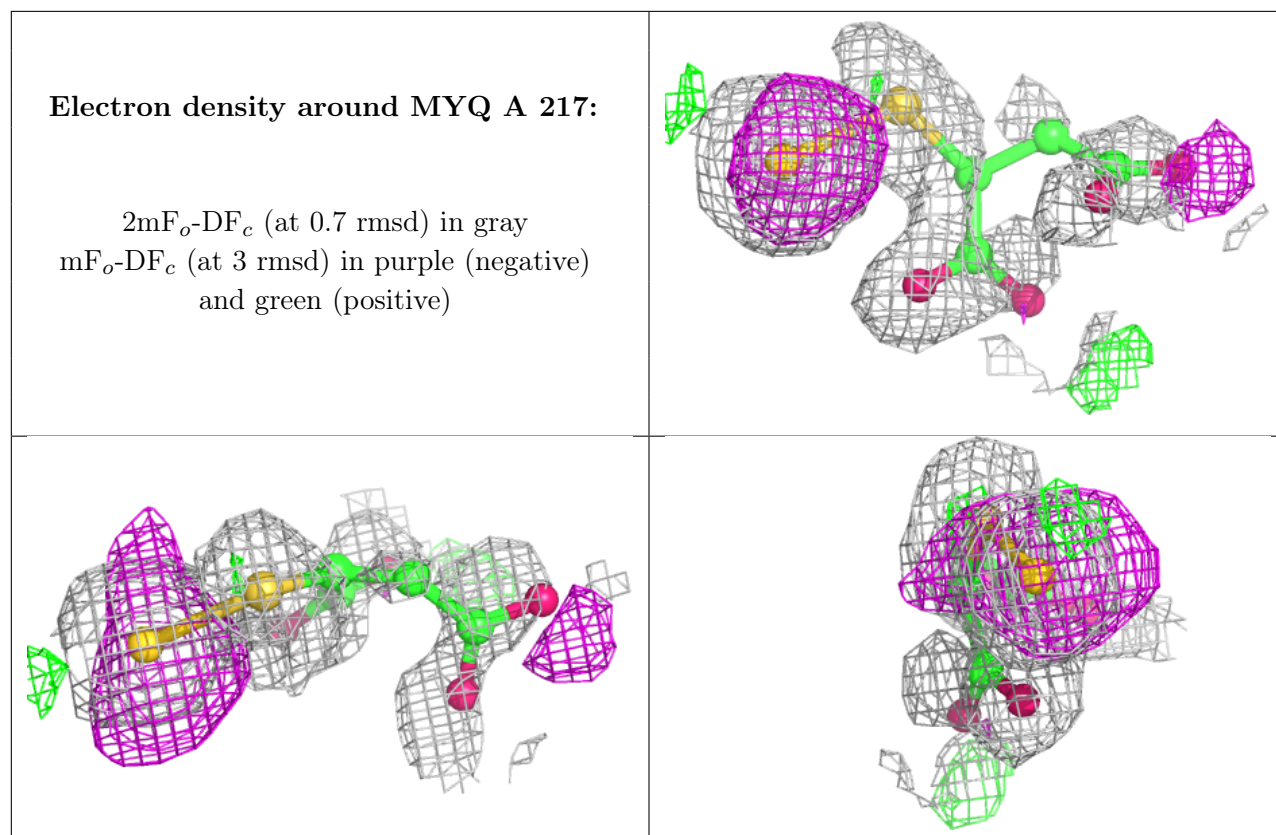 Electron density around MYQ A 217:
2mFo-DFc (at 0.7 rmsd) in gray
mFo-DFc (at 3 rmsd) in purple (negative)
and green (positive)